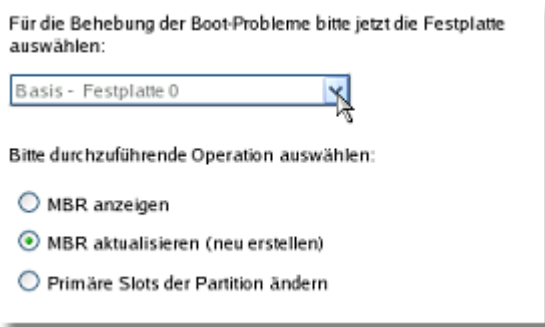 Für die Behebung der Boot-Probleme bitte jetzt die Festplatte
auswählen:
Basis - Festplatte 0
Bitte durchzuführende Operation auswählen:
MBR anzeigen
MBR aktualisieren (neu erstellen)
Primäre Slots der Partition ändern